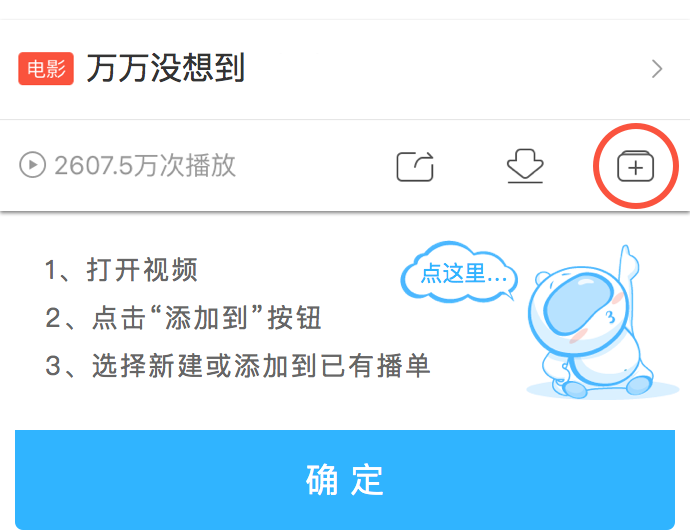 电影 万万没想到
2607.5万次播放
1、打开视频
点这里...
2、点击“添加到”按钮
3、选择新建或添加到已有播单
确 定